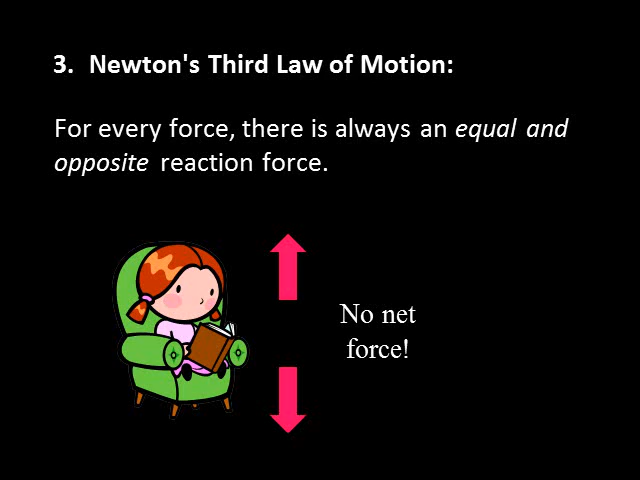 3. Newton's Third Law of Motion:
For every force, there is always an equal and
opposite reaction force.
No net
force!